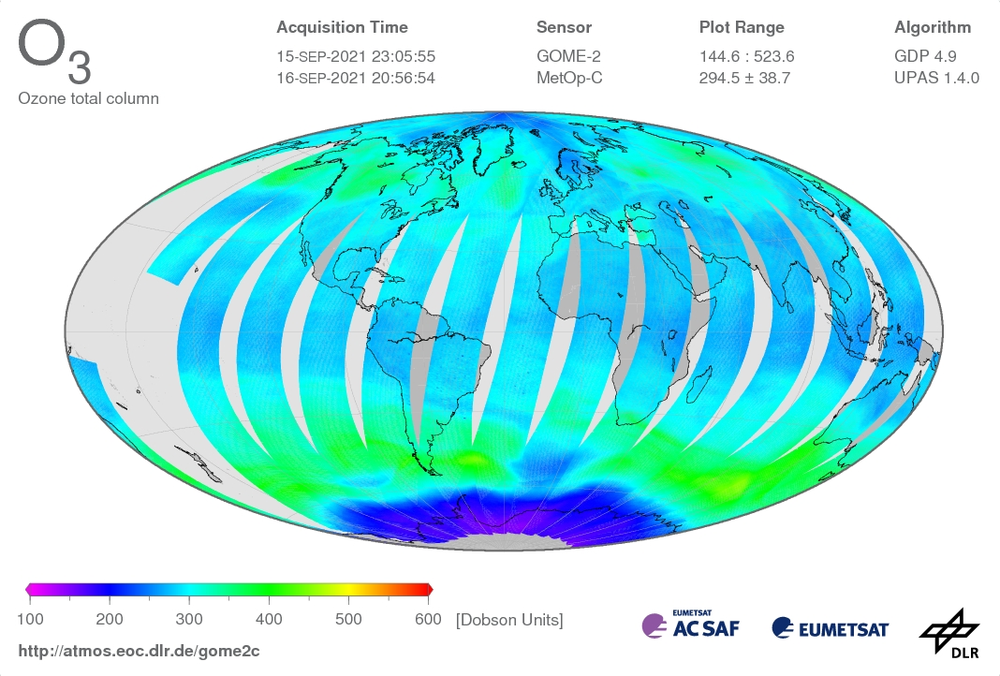 O3
Ozone total column
Acquisition Time
15-SEP-2021 23:05:55
16-SEP-2021 20:56:54
Sensor
GOME-2
MetOp-C
Plot Range
144.6 : 523.6
294.5 ± 38.7
Algorithm
GDP 4.9
UPAS 1.4.0
100 200 300 400 500 600 [Dobson Units]
http://atmos.eoc.dlr.de/gome2c
EUMETSAT
AC SAF
EUMETSAT
DLR